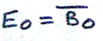 E₀ = B̅₀